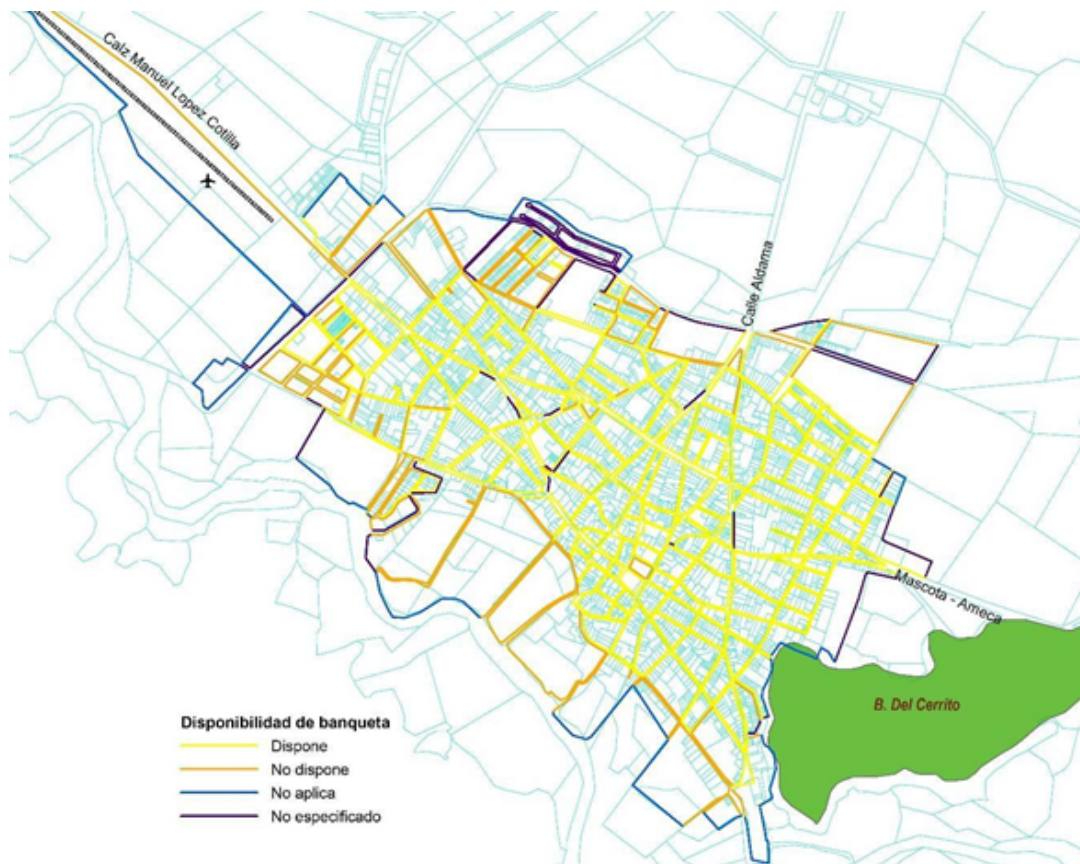 Calz Manuel Lopez Cotilla
Calle Aldama
Mascota - Ameca
B. Del Cerrito
Disponibilidad de banqueta
Dispone
No dispone
No aplica
No especificado